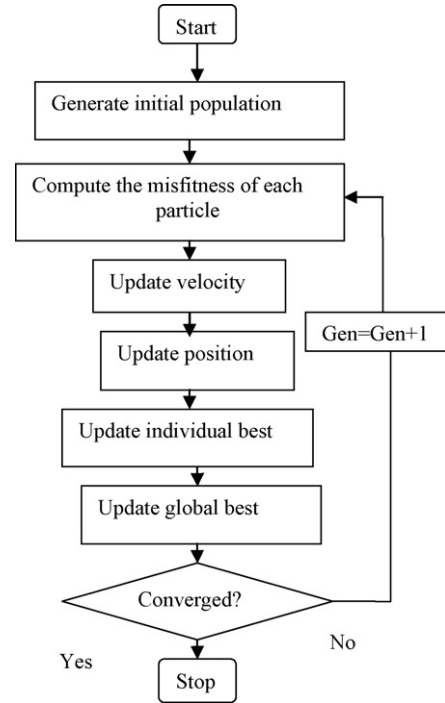 Start
Generate initial population
Compute the misfitness of each
particle
Update velocity
Gen=Gen+1
Update position
Update individual best
Update global best
Converged?
No
Yes
Stop